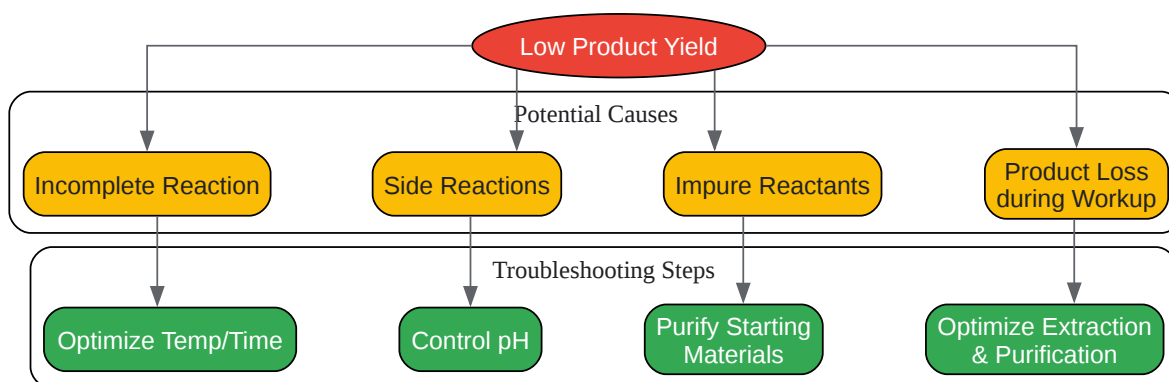 Low Product Yield
Potential Causes
Incomplete Reaction
Side Reactions
Impure Reactants
Product Loss
during Workup
Troubleshooting Steps
Optimize Temp/Time
Control pH
Purify Starting
Materials
Optimize Extraction
& Purification